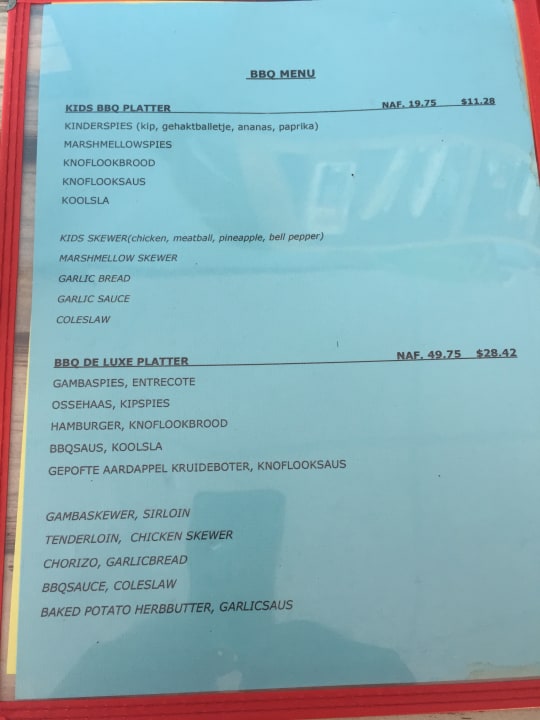 BBQ MENU
KIDS BBQ PLATTER NAF. 19.75 $11.28
KINDERSPIES (kip, gehaktballetje, ananas, paprika)
MARSHMELLOWSPIES
KNOFLOOKBROOD
KNOFLOOKSAUS
KOOLSLA
KIDS SKEWER(chicken, meatball, pineapple, bell pepper)
MARSHMELLOW SKEWER
GARLIC BREAD
GARLIC SAUCE
COLESLAW
BBQ DE LUXE PLATTER NAF. 49.75 $28.42
GAMBASPIES, ENTRECOTE
OSSEHAAS, KIPSPIES
HAMBURGER, KNOFLOOKBROOD
BBQSAUS, KOOLSLA
GEPOFTE AARDAPPEL KRUIDEBOTER, KNOFLOOKSAUS
GAMBASKEWER, SIRLOIN
TENDERLOIN, CHICKEN SKEWER
CHORIZO, GARLICBREAD
BBQSAUCE, COLESLAW
BAKED POTATO HERBBUTTER, GARLICSAUS